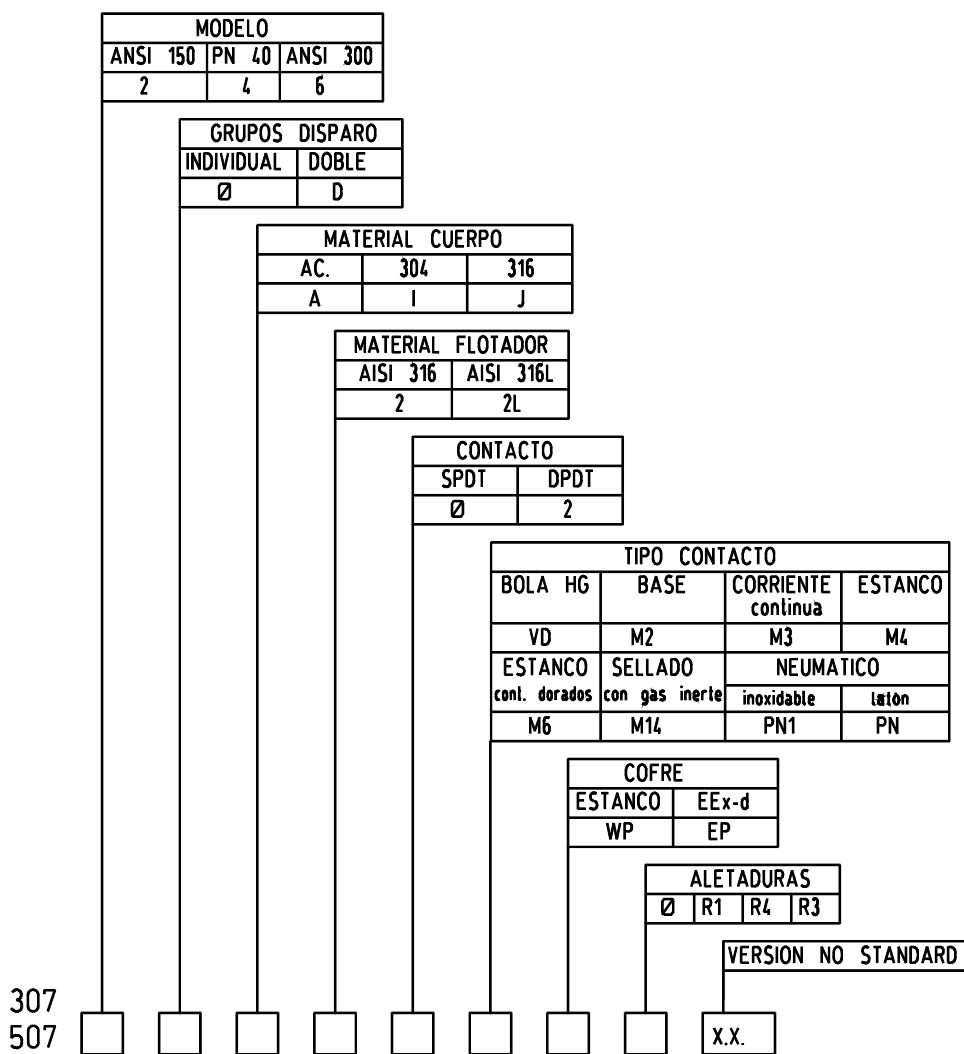 MODELO
ANSI 150 PN 40 ANSI 300
2 4 6
GRUPOS DISPARO
INDIVIDUAL DOBLE
Ø D
MATERIAL CUERPO
AC. 304 316
A I J
MATERIAL FLOTADOR
AISI 316 AISI 316L
2 2L
CONTACTO
SPDT DPDT
Ø 2
TIPO CONTACTO
BOLA HG BASE CORRIENTE ESTANCO
continua
VD M2 M3 M4
ESTANCO SELLADO NEUMATICO
cont. dorados con gas inerte inoxidable laton
M6 M14 PN1 PN
COFRE
ESTANCO EEx-d
WP EP
ALETADURAS
Ø R1 R4 R3
VERSION NO STANDARD
307
507 X.X.